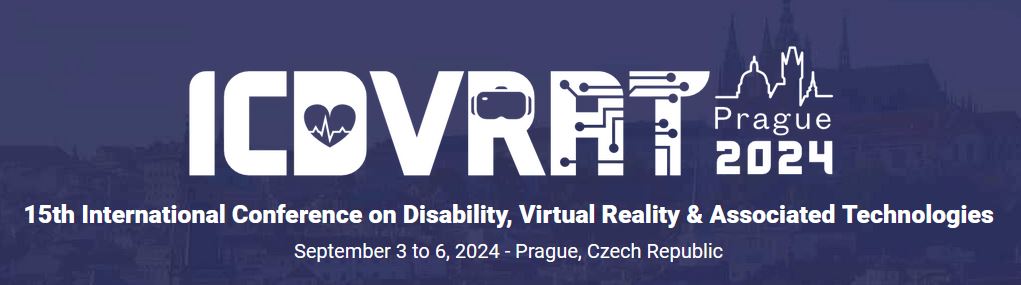 ICDVRAT
Prague
2024
15th International Conference on Disability, Virtual Reality & Associated Technologies
September 3 to 6, 2024 - Prague, Czech Republic